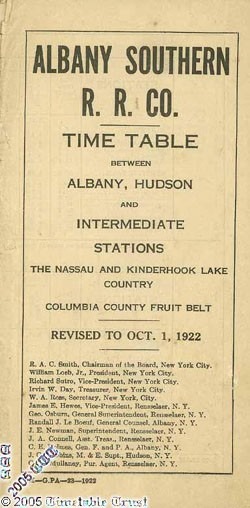 ALBANY SOUTHERN
R. R. CO.
TIME TABLE
BETWEEN
ALBANY, HUDSON
AND
INTERMEDIATE
STATIONS
THE NASSAU AND KINDERHOOK LAKE
COUNTRY
COLUMBIA COUNTY FRUIT BELT
REVISED TO OCT. 1, 1922
R. A. C. Smith, Chairman of the Board, New York City.
William Loeb, Jr., President, New York City.
Richard Sutro, Vice-President, New York City.
Irvin W. Day, Treasurer, New York City.
W. A. Ross, Secretary, New York City.
James E. Hewes, Vice-President, Rensselaer, N. Y.
Geo. Osburn, General Superintendent, Rensselaer, N. Y.
Randall J. Le Boeuf, General Counsel, Albany, N. Y.
J. E. Newman, Superintendent, Rensselaer, N. Y.
J. A. Connell, Asst. Treas., Rensselaer, N. Y.
Gen. F. and P. A., Albany, N. Y.
M. E. & Supt., Hudson, N. Y.
Pur. Agent, Rensselaer, N. Y.
G.PA—23—1922
© 2005
© 2005 Timetable Trust